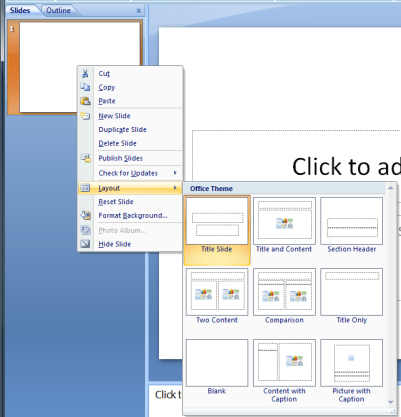 Slides Outline x
1
Cut
Copy
Paste
New Slide
Duplicate Slide
Delete Slide
Publish Slides
Check for Updates
Layout
Reset Slide
Format Background...
Photo Album...
Hide Slide
Click to ad
Office Theme
Title Slide Title and Content Section Header
Two Content Comparison Title Only
Blank Content with Caption Picture with Caption
Click t